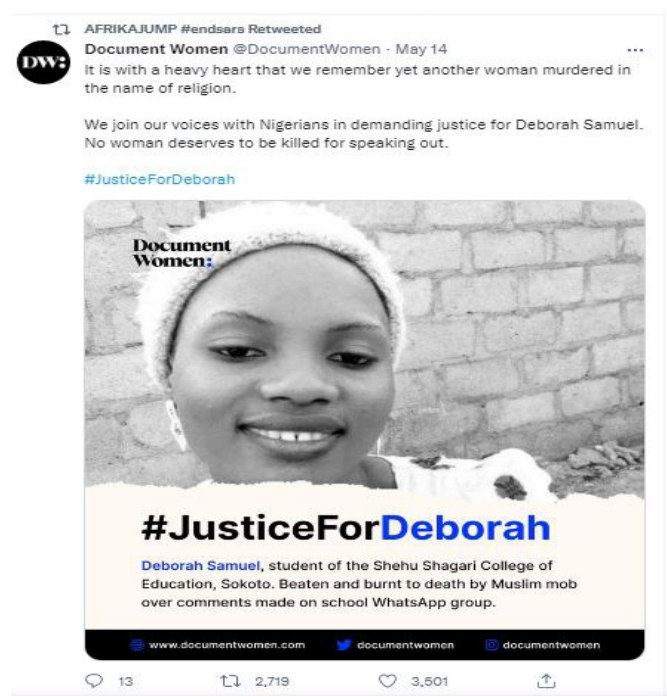 AFRIKAJUMP #endsars Retweeted
Document Women @DocumentWomen · May 14
DW:
It is with a heavy heart that we remember yet another woman murdered in
the name of religion.
We join our voices with Nigerians in demanding justice for Deborah Samuel.
No woman deserves to be killed for speaking out.
#JusticeForDeborah
Document
Women:
#JusticeForDeborah
Deborah Samuel, student of the Shehu Shagari College of
Education, Sokoto. Beaten and burnt to death by Muslim mob
over comments made on school WhatsApp group.
www.documentwomen.com documentwomen documentwomen
13 2,719 3,501